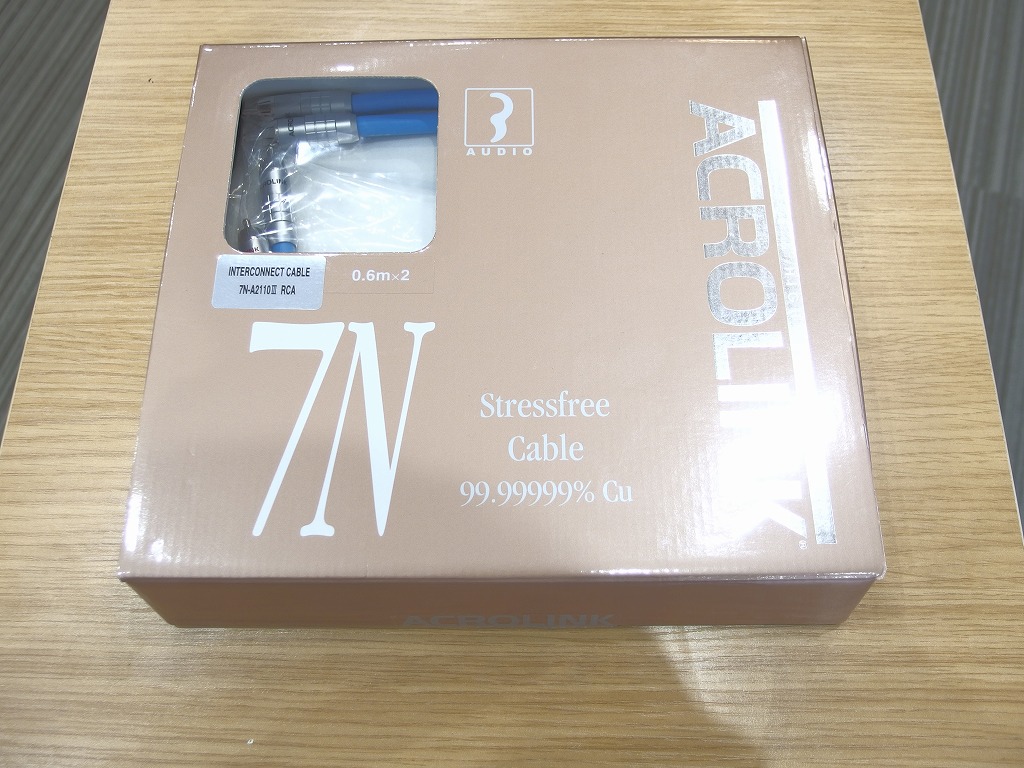 AUDIO
ACROLINK®
INTERCONNECT CABLE
7N-A2110Ⅲ RCA
0.6m×2
7N
Stressfree
Cable
99.99999% Cu
ACROLINK